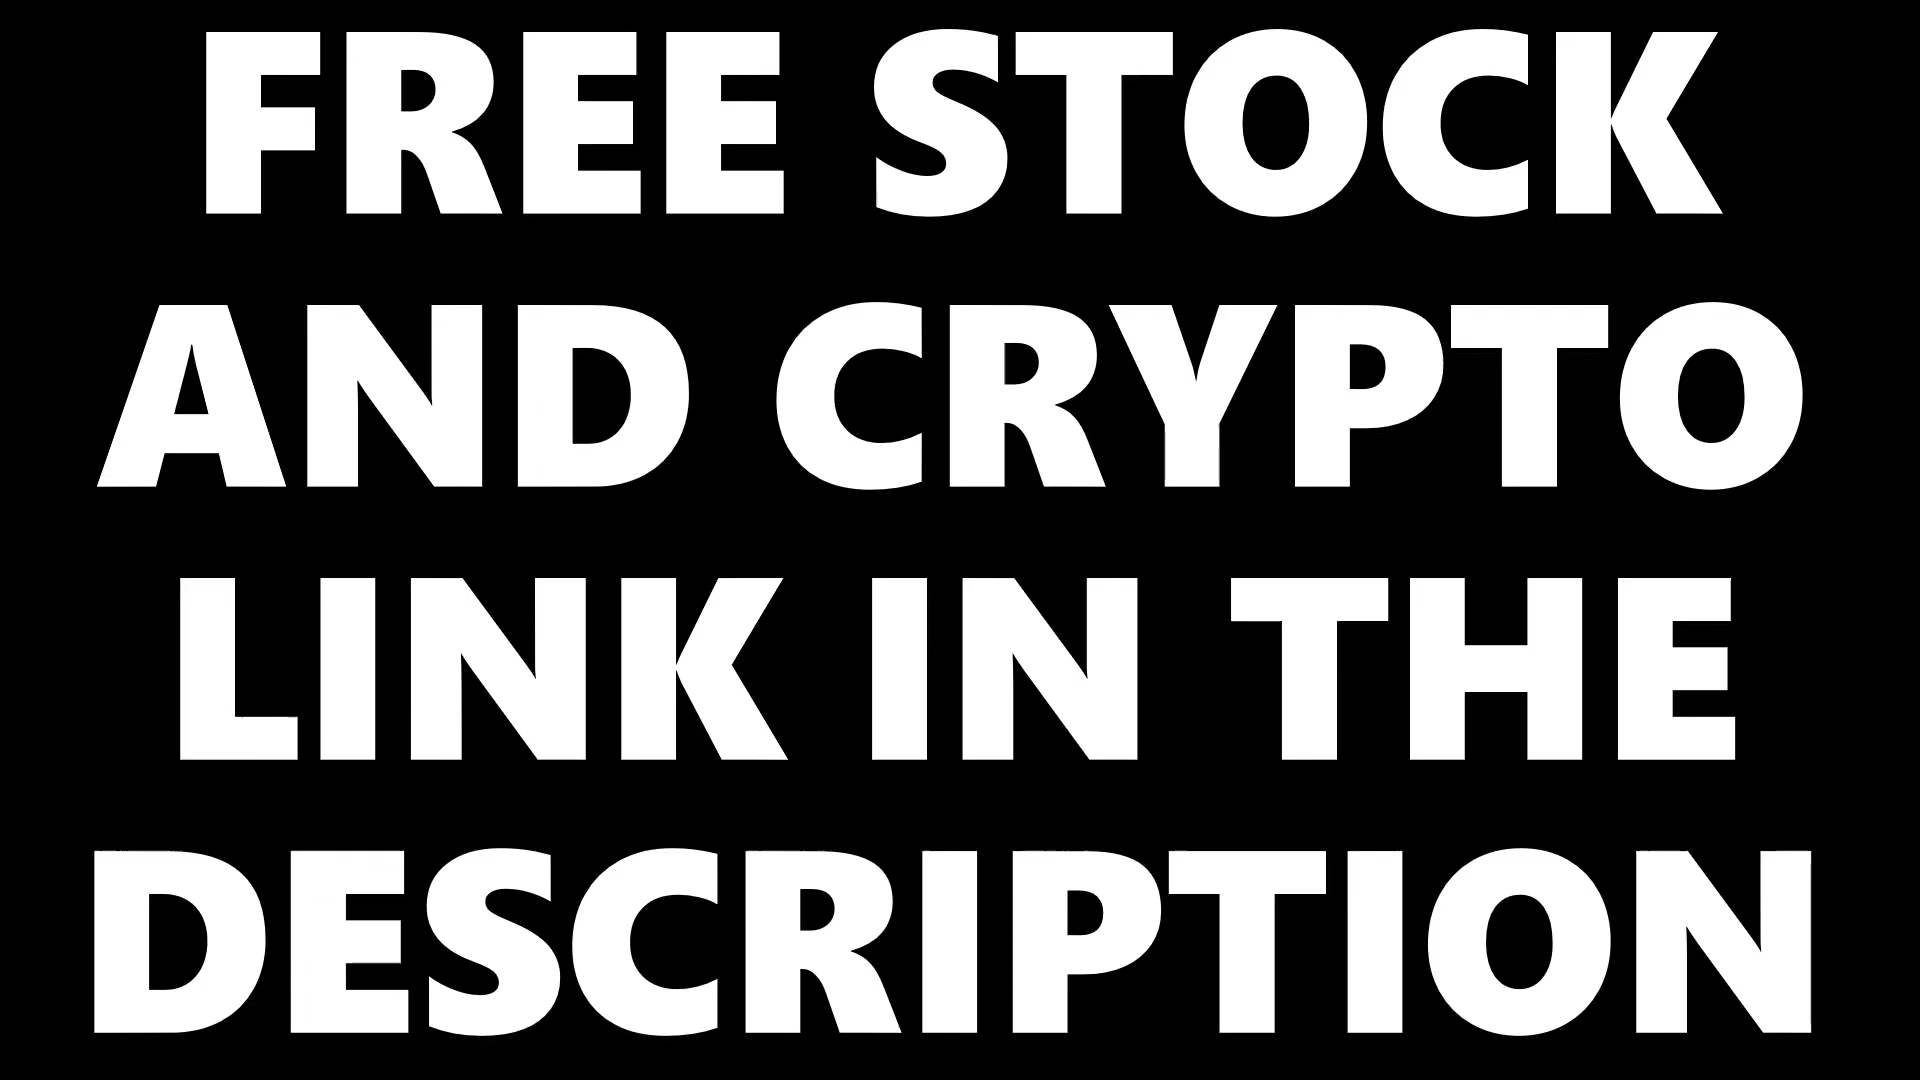 FREE STOCK
AND CRYPTO
LINK IN THE
DESCRIPTION